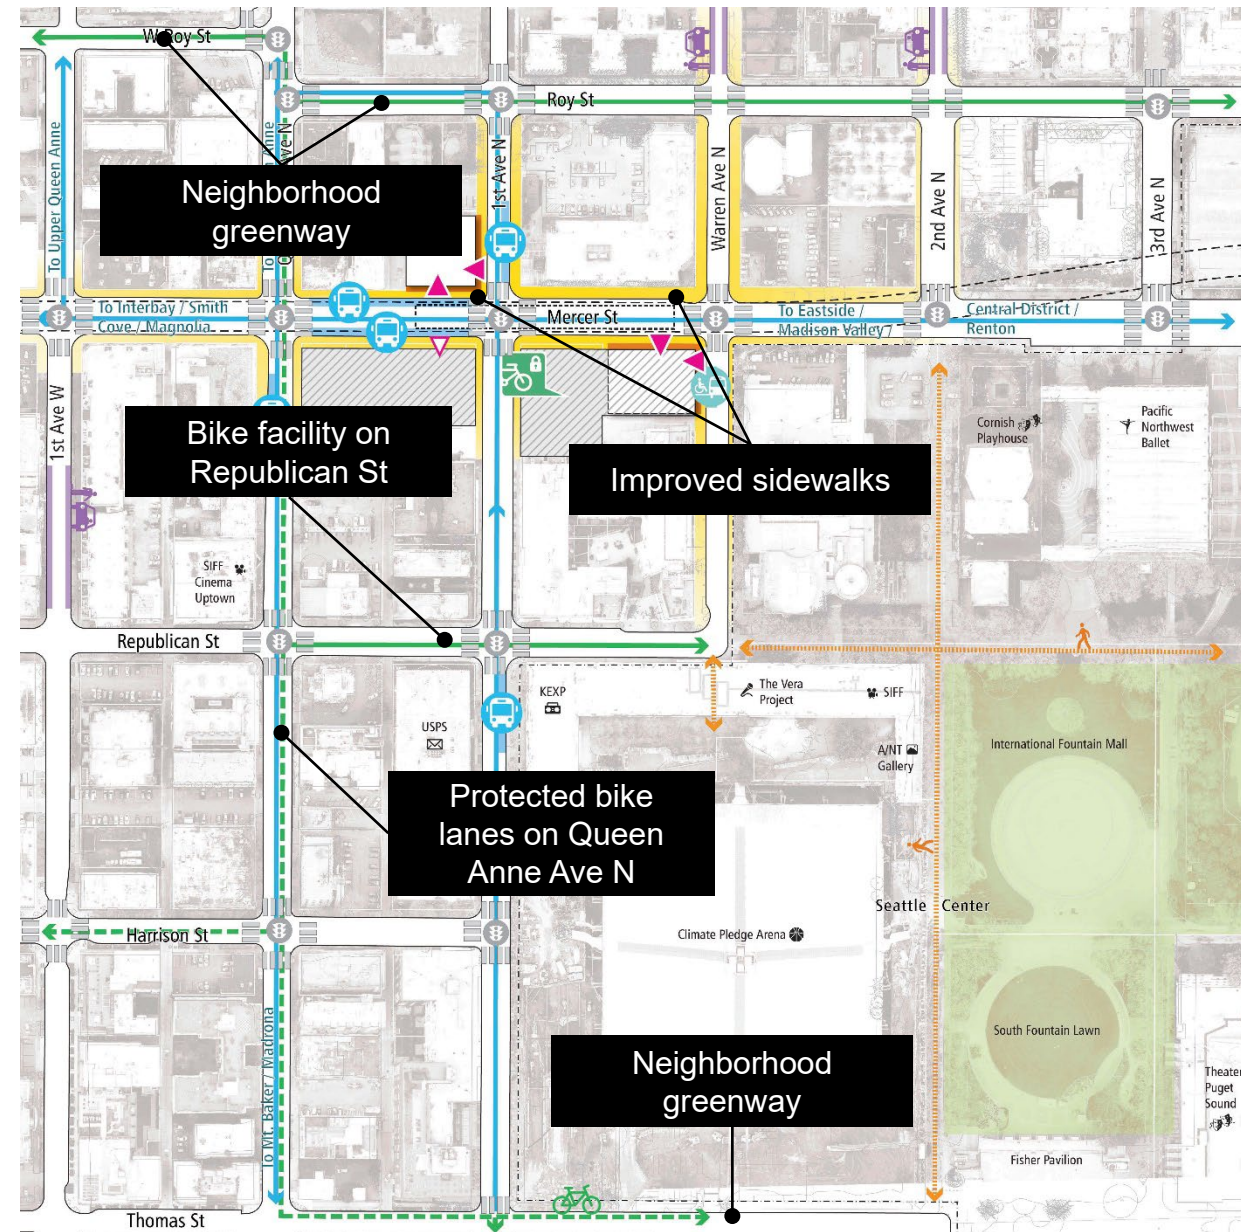 W Roy St
Roy St
Neighborhood
greenway
To Upper Queen Anne
1st Ave N
Warren Ave N
2nd Ave N
3rd Ave N
To Interbay / Smith
Cove / Magnolia
Mercer St
To Eastside /
Madison Valley /
Central District /
Renton
1st Ave W
Bike facility on
Republican St
Improved sidewalks
Cornish
Playhouse
Pacific
Northwest
Ballet
SIFF
Cinema
Uptown
Republican St
KEXP
The Vera
Project
SIFF
USPS
A/NT
Gallery
International Fountain Mall
Protected bike
lanes on Queen
Anne Ave N
Seattle Center
Harrison St
Climate Pledge Arena
South Fountain Lawn
Neighborhood
greenway
To Mt. Baker / Madrona
Theater
Puget
Sound
Fisher Pavilion
Thomas St